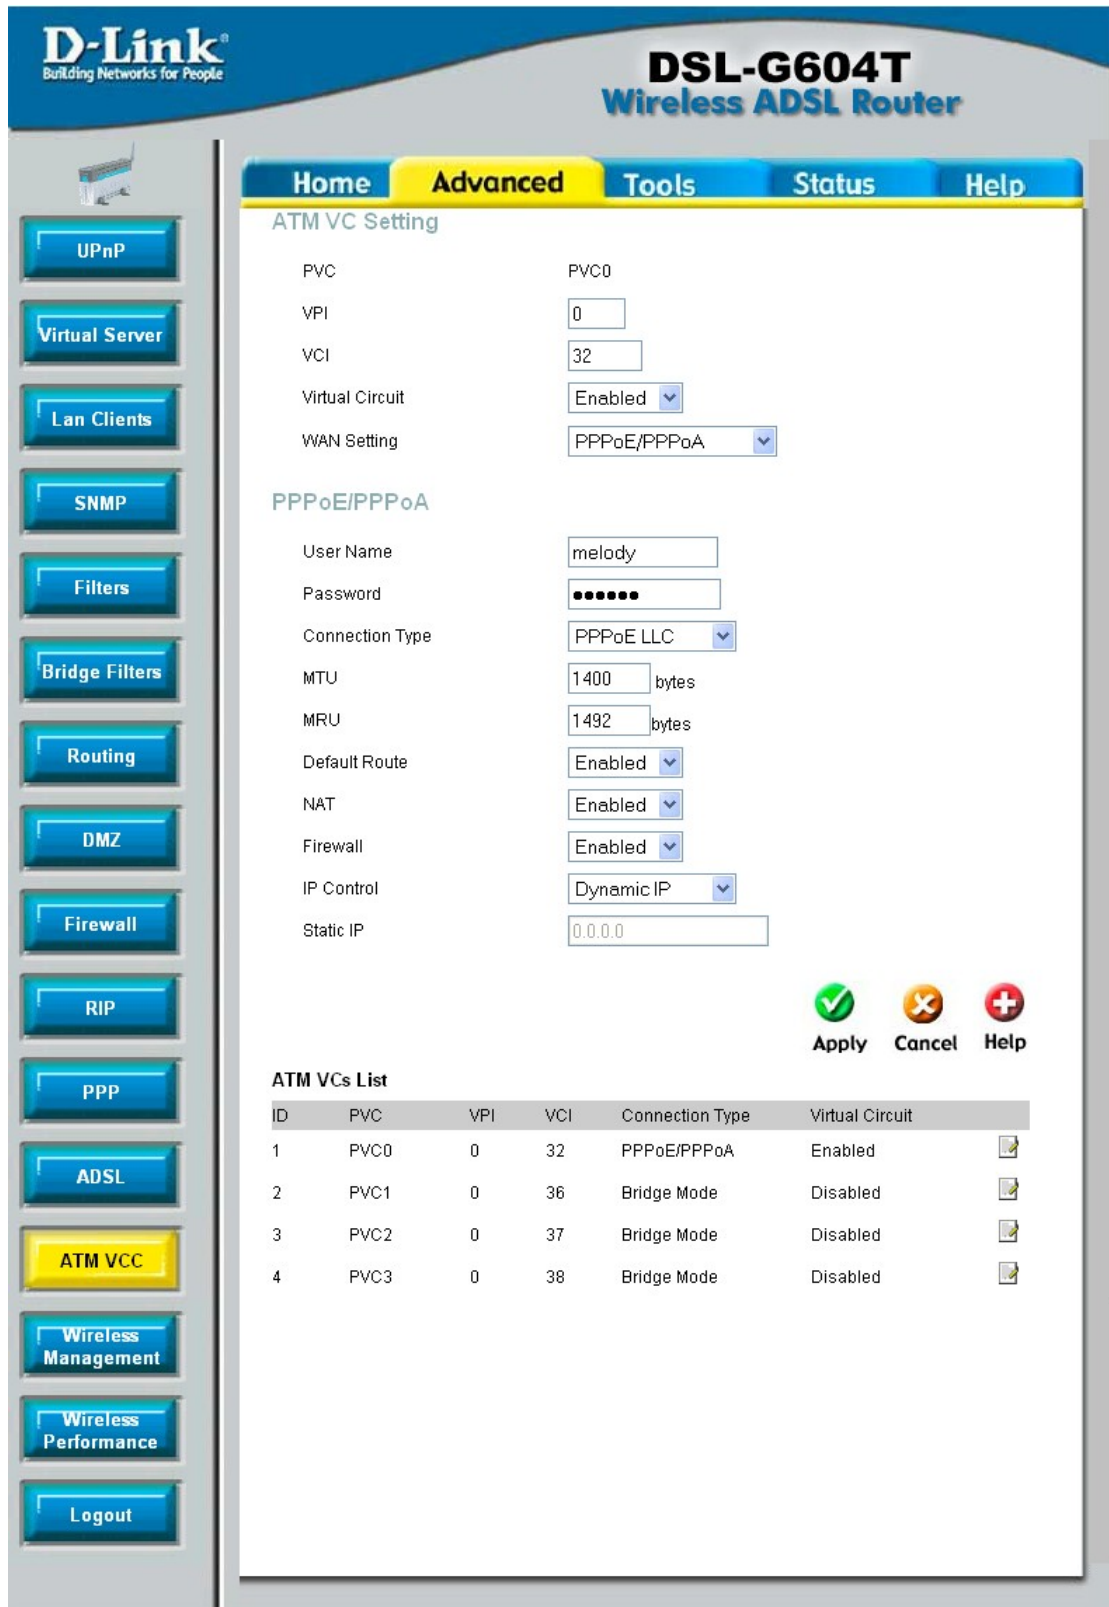 D-Link®
Building Networks for People
DSL-G604T
Wireless ADSL Router
Home Advanced Tools Status Help
UPnP
Virtual Server
Lan Clients
SNMP
Filters
Bridge Filters
Routing
DMZ
Firewall
RIP
PPP
ADSL
ATM VCC
Wireless
Management
Wireless
Performance
Logout
ATM VC Setting
PVC PVC0
VPI 0
VCI 32
Virtual Circuit Enabled
WAN Setting PPPoE/PPPoA
PPPoE/PPPoA
User Name melody
Password ●●●●●●
Connection Type PPPoE LLC
MTU 1400 bytes
MRU 1492 bytes
Default Route Enabled
NAT Enabled
Firewall Enabled
IP Control Dynamic IP
Static IP 0.0.0.0
Apply Cancel Help
ATM VCs List
ID PVC VPI VCI Connection Type Virtual Circuit
1 PVC0 0 32 PPPoE/PPPoA Enabled
2 PVC1 0 36 Bridge Mode Disabled
3 PVC2 0 37 Bridge Mode Disabled
4 PVC3 0 38 Bridge Mode Disabled